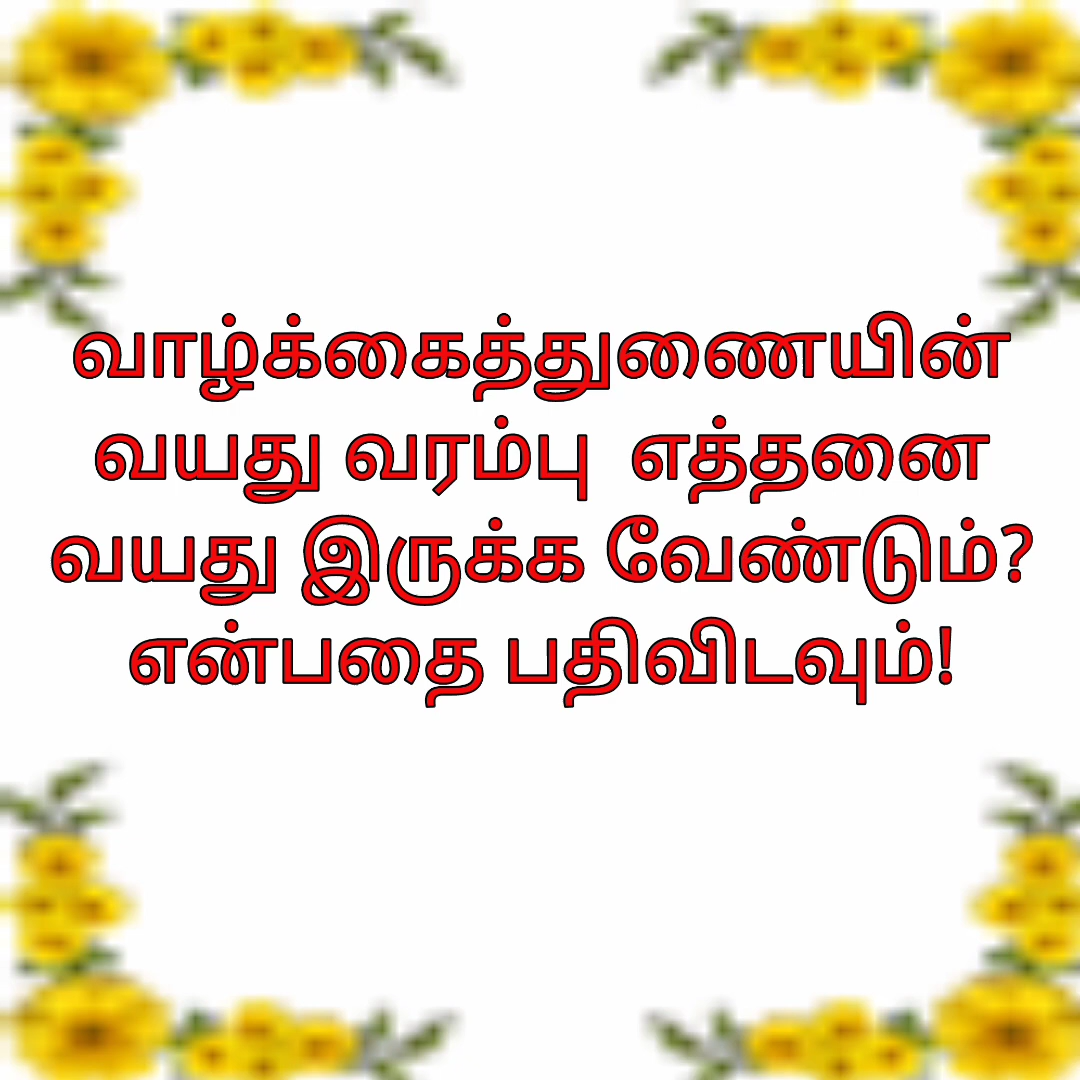 வாழ்க்கைத்துணையின்
வயது வரம்பு எத்தனை
வயது இருக்க வேண்டும்?
என்பதை பதிவிடவும்!